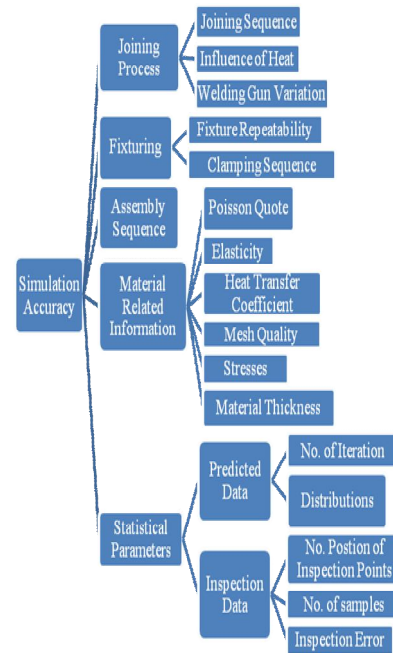 Joining Sequence
Joining
Process
Influence of Heat
Welding Gun Variation
Fixture Repeatability
Fixturing
Clamping Sequence
Assembly
Sequence
Poisson Quote
Elasticity
Simulation
Accuracy
Material
Related
Information
Heat Transfer
Coefficient
Mesh Quality
Stresses
Material Thickness
Predicted
Data
No. of Iteration
Distributions
Statistical
Parameters
Inspection
Data
No. Postion of
Inspection Points
No. of samples
Inspection Error